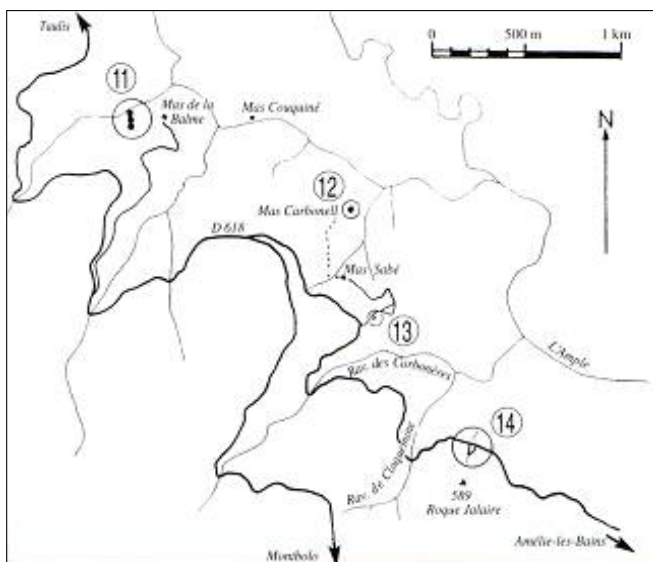 Taulis
0 500 m 1 km
11
Mas de la
Balme
Mas Couquiné
N
12
Mas Carbonell
D 618
Mas Sabé
13
Rav. des Carbonères
L'Ample
14
Rav. de
589
Roque Jalaire
Montbolo
Amélie-les-Bains